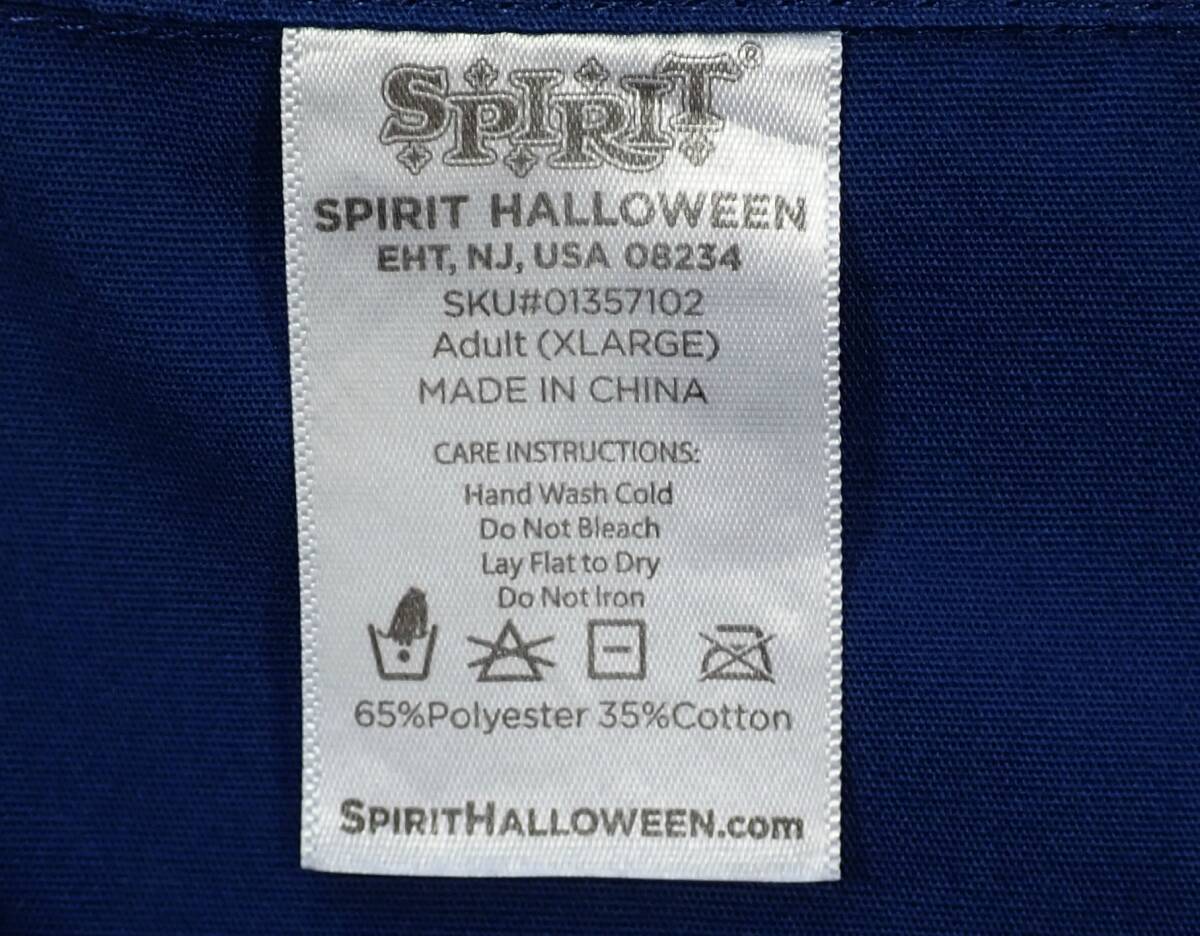 SPIRIT®
SPIRIT HALLOWEEN
EHT, NJ, USA 08234
SKU#01357102
Adult (XLARGE)
MADE IN CHINA
CARE INSTRUCTIONS:
Hand Wash Cold
Do Not Bleach
Lay Flat to Dry
Do Not Iron
65%Polyester 35%Cotton
SPIRITHALLOWEEN.com